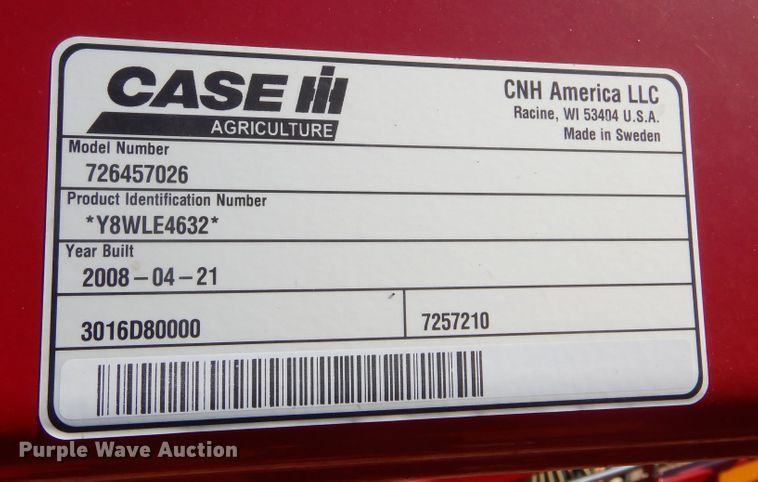 CASE IH
AGRICULTURE
CNH America LLC
Racine, WI 53404 U.S.A.
Made in Sweden
Model Number
726457026
Product Identification Number
*Y8WLE4632*
Year Built
2008-04-21
3016D80000
7257210
Purple Wave Auction